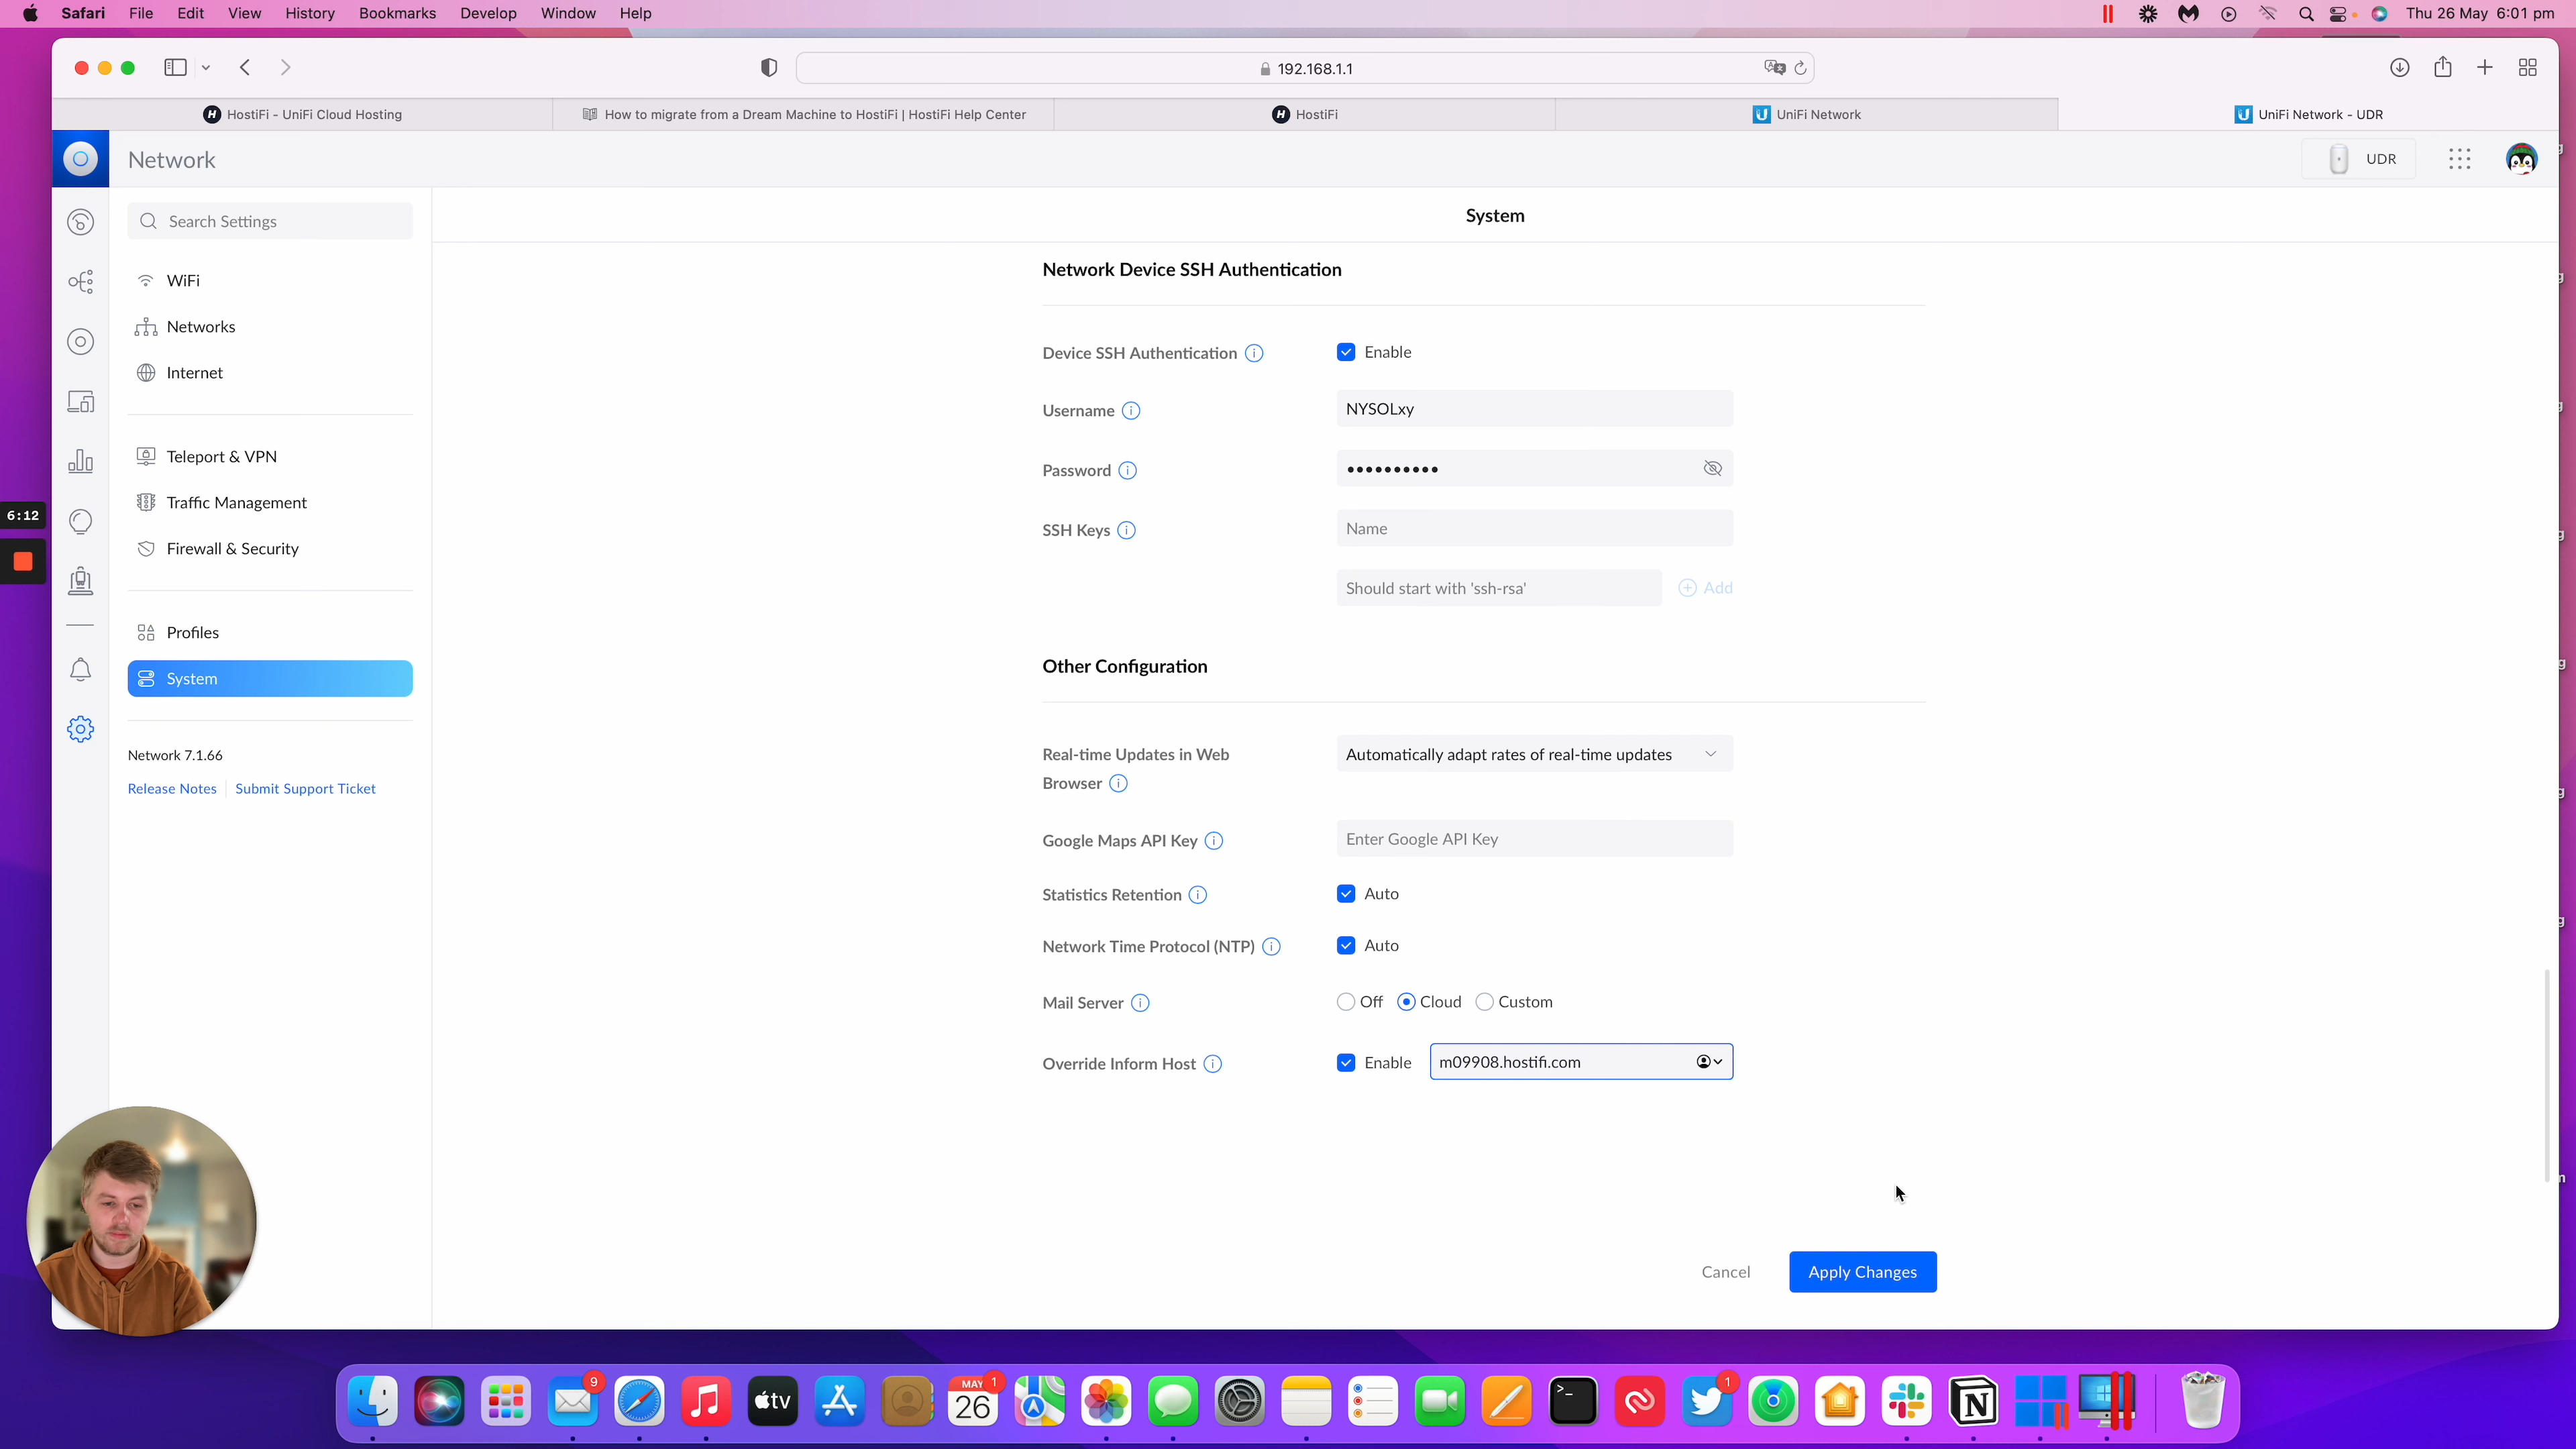 Safari File Edit View History Bookmarks Develop Window Help Thu 26 May 6:01 pm
192.168.1.1
HostiFi - UniFi Cloud Hosting
How to migrate from a Dream Machine to HostiFi | HostiFi Help Center
HostiFi
UniFi Network
UniFi Network - UDR
Network
UDR
Search Settings
System
WiFi
Networks
Internet
Teleport & VPN
Traffic Management
Firewall & Security
Profiles
System
Network 7.1.66
Release Notes Submit Support Ticket
6:12
Network Device SSH Authentication
Device SSH Authentication Enable
Username NYSOLxy
Password ••••••••••
SSH Keys Name
Should start with 'ssh-rsa' Add
Other Configuration
Real-time Updates in Web
Browser
Automatically adapt rates of real-time updates
Google Maps API Key Enter Google API Key
Statistics Retention Auto
Network Time Protocol (NTP) Auto
Mail Server Off Cloud Custom
Override Inform Host Enable m09908.hostifi.com
Cancel Apply Changes
9
tv
MAY 1
26
1